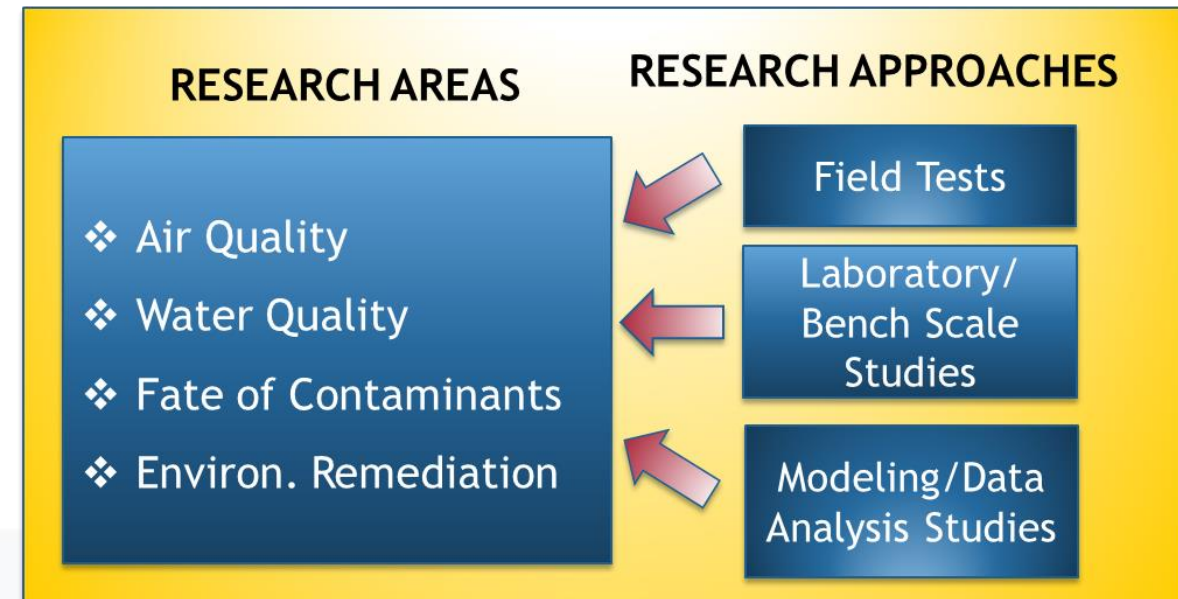 RESEARCH AREAS
❖ Air Quality
❖ Water Quality
❖ Fate of Contaminants
❖ Environ. Remediation
RESEARCH APPROACHES
Field Tests
Laboratory/
Bench Scale
Studies
Modeling/Data
Analysis Studies